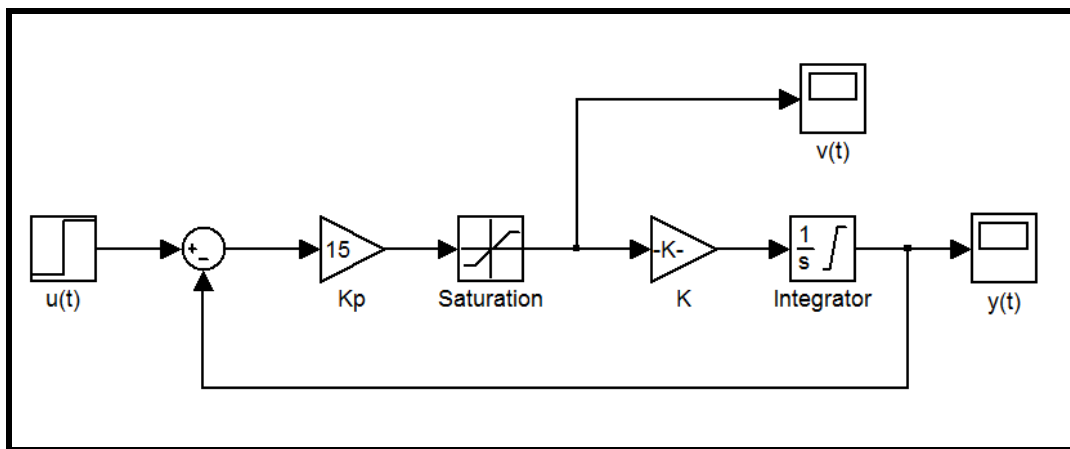 v(t)
+
−
15
-K-
1
s
u(t)
Kp
Saturation
K
Integrator
y(t)